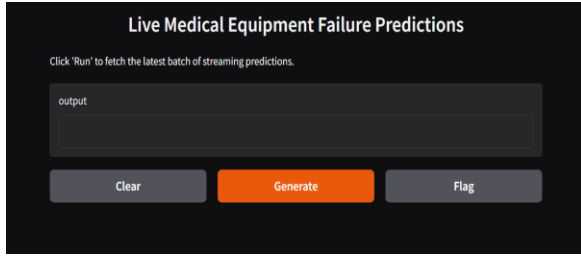 Live Medical Equipment Failure Predictions
Click 'Run' to fetch the latest batch of streaming predictions.
output
Clear
Generate
Flag